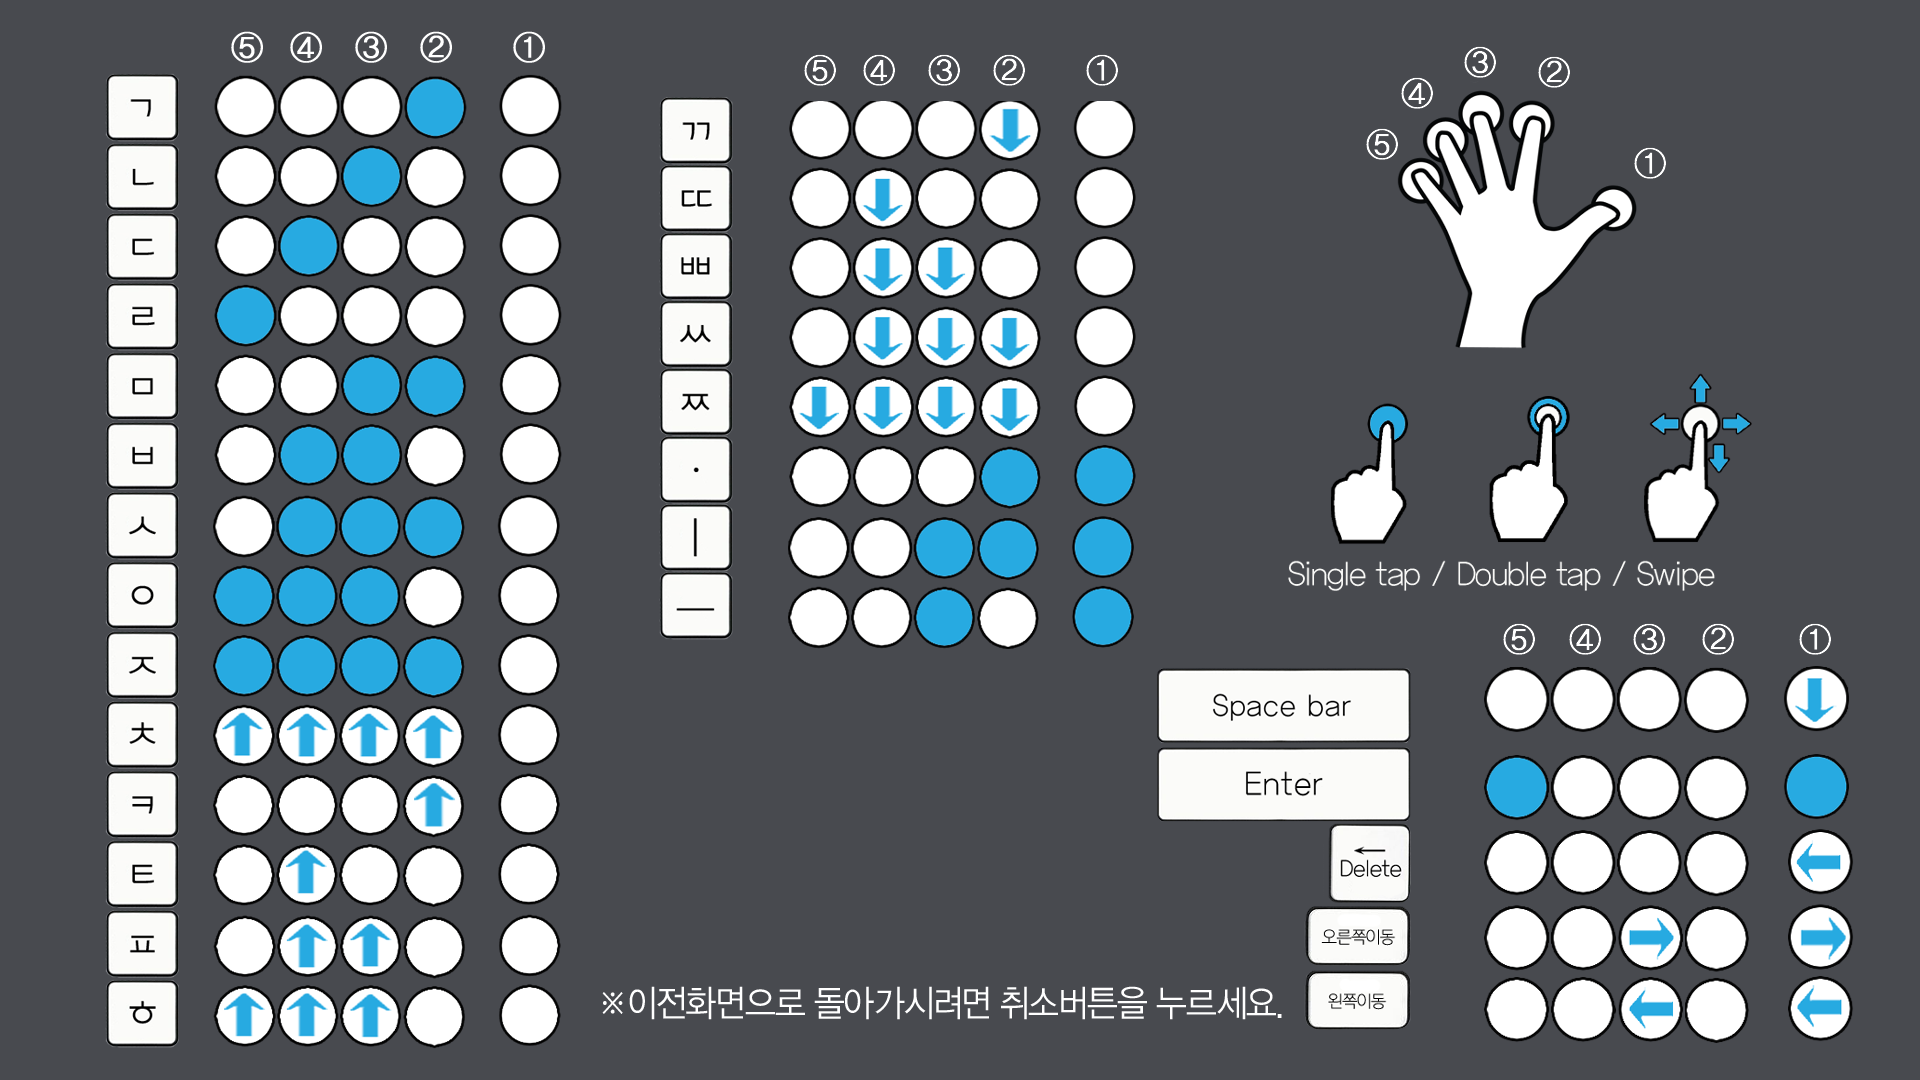 ⑤ ④ ③ ② ①
ㄱ
ㄴ
ㄷ
ㄹ
ㅁ
ㅂ
ㅅ
ㅇ
ㅈ
ㅊ
ㅋ
ㅌ
ㅍ
ㅎ
⑤ ④ ③ ② ①
ㄲ
ㄸ
ㅃ
ㅆ
ㅉ
·
ㅣ
ㅡ
⑤ ④ ③ ② ①
Single tap / Double tap / Swipe
⑤ ④ ③ ② ①
Space bar
Enter
←
Delete
오른쪽이동
왼쪽이동
※이전화면으로 돌아가시려면 취소버튼을 누르세요.